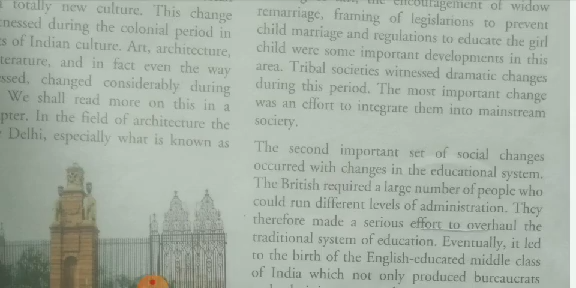 totally new culture. This change
during the colonial period in
of Indian culture. Art, architecture,
and in fact even the way
changed considerably during
We shall read more on this in a
In the field of architecture the
Delhi, especially what is known as
encouragement of widow
remarriage, framing of legislations to prevent
child marriage and regulations to educate the girl
child were some important developments in this
area. Tribal societies witnessed dramatic changes
during this period. The most important change
was an effort to integrate them into mainstream
society.
The second important set of social changes
occurred with changes in the educational system.
The British required a large number of people who
could run different levels of administration. They
therefore made a serious effort to overhaul the
traditional system of education. Eventually, it led
to the birth of the English-educated middle class
of India which not only produced bureaucrats